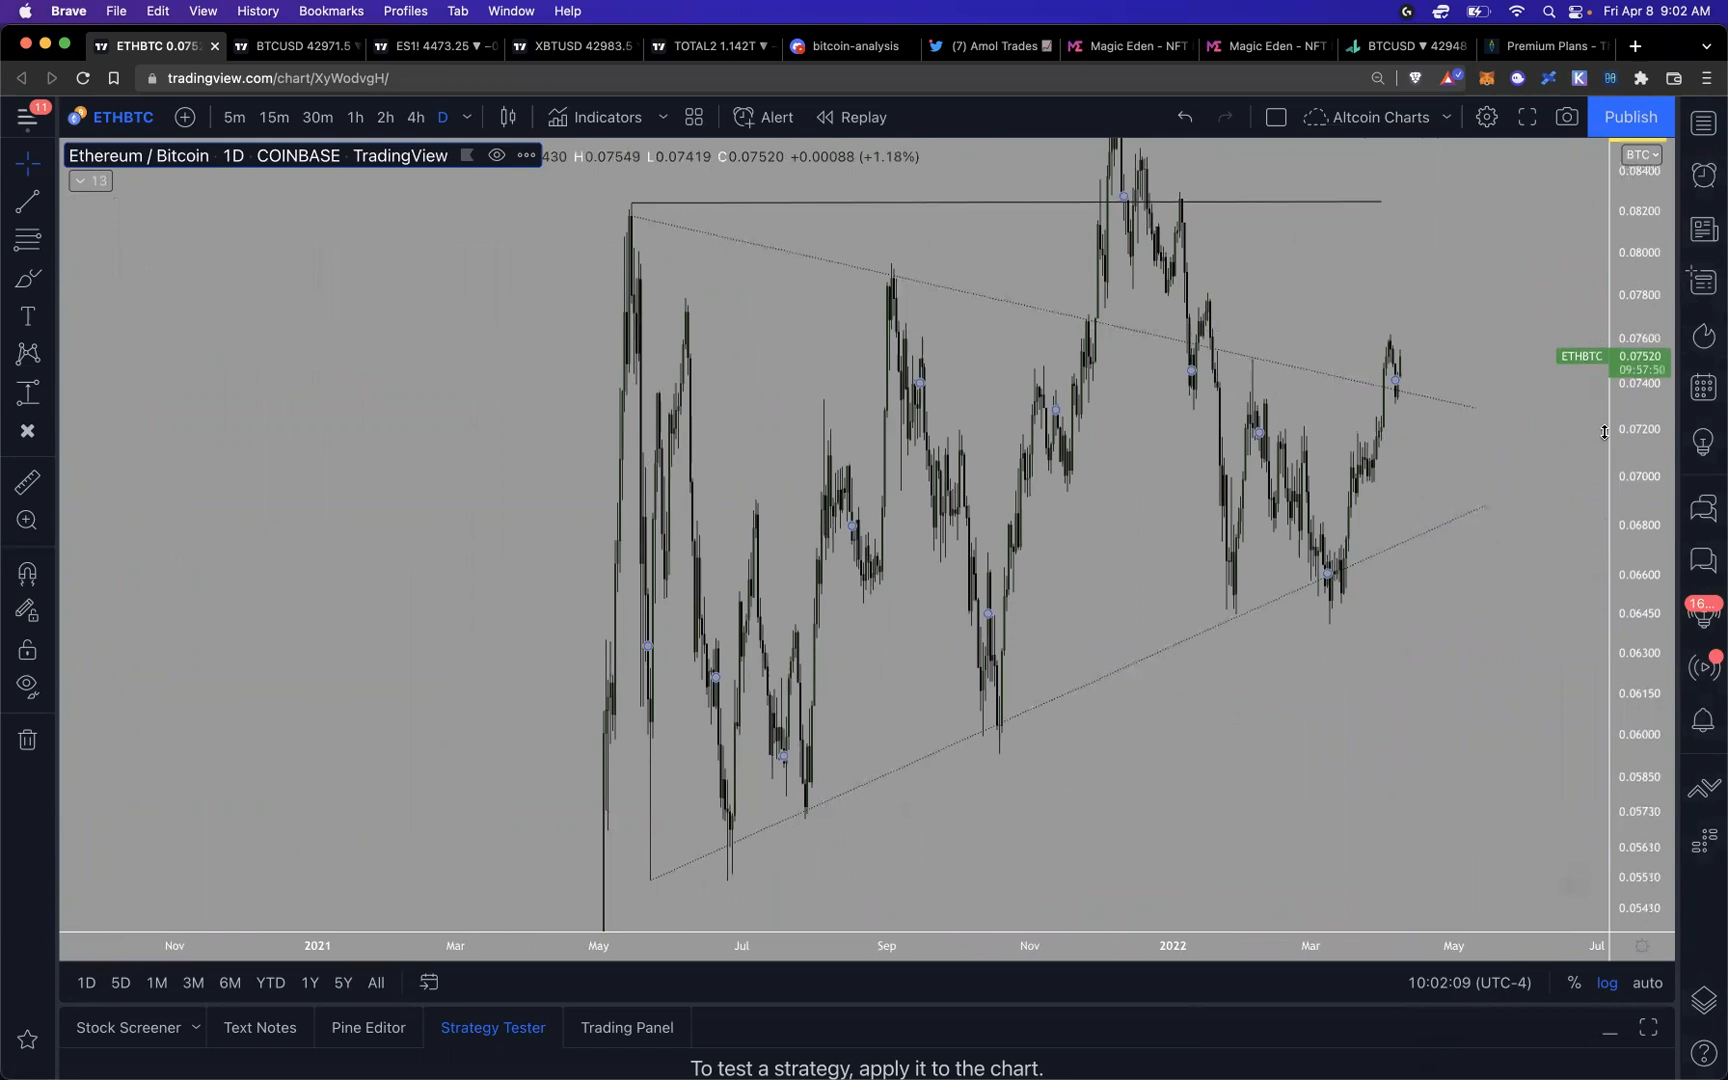 Brave File Edit View History Bookmarks Profiles Tab Window Help Fri Apr 8 9:02 AM
ETHBTC 0.0752 BTCUSD 42971.5 ES1! 4473.25 XBTUSD 42983.5 TOTAL2 1.142T bitcoin-analysis (7) Amol Trades Magic Eden - NFT Magic Eden - NFT BTCUSD ▼ 42948 Premium Plans - T
tradingview.com/chart/XyWodvgH/
11
ETHBTC 5m 15m 30m 1h 2h 4h D Indicators Alert Replay Altcoin Charts Publish
Ethereum / Bitcoin · 1D · COINBASE · TradingView 430 H0.07549 L0.07419 C0.07520 +0.00088 (+1.18%)
BTC
13
0.08400
0.08200
0.08000
0.07800
0.07600
ETHBTC 0.07520
09:57:50
0.07400
0.07200
0.07000
0.06800
0.06600
16...
0.06450
0.06300
0.06150
0.06000
0.05850
0.05730
0.05610
0.05510
0.05410
Nov 2021 Mar May Jul Sep Nov 2022 Mar May Jul
1D 5D 1M 3M 6M YTD 1Y 5Y All 10:02:09 (UTC-4) % log auto
Stock Screener Text Notes Pine Editor Strategy Tester Trading Panel
To test a strategy, apply it to the chart.